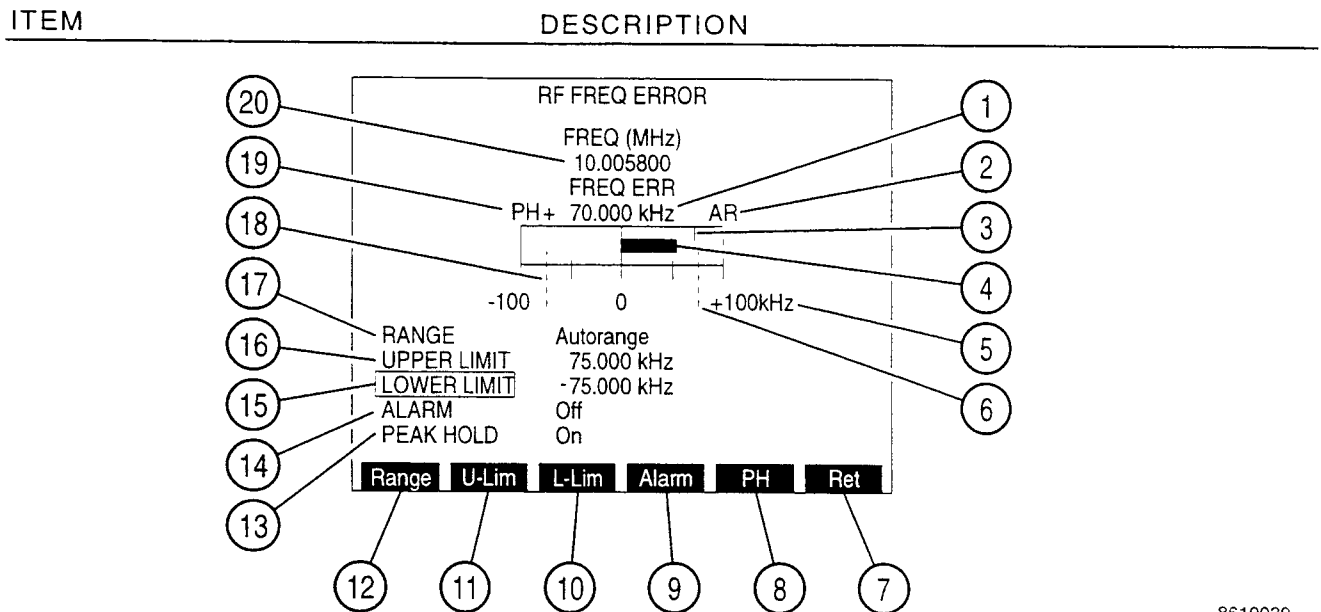 ITEM DESCRIPTION
RF FREQ ERROR
FREQ (MHz)
10.005800
FREQ ERR
PH+ 70.000 kHz AR
-100 0 +100kHz
RANGE Autorange
UPPER LIMIT 75.000 kHz
LOWER LIMIT -75.000 kHz
ALARM Off
PEAK HOLD On
Range U-Lim L-Lim Alarm PH Ret
20
19
18
17
16
15
14
13
12
11
10
9
8
7
1
2
3
4
5
6